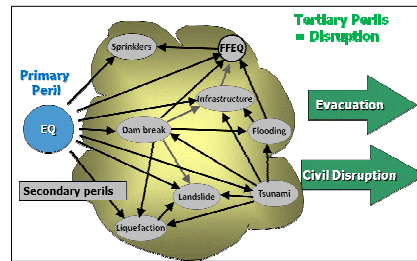 Tertiary Perils
= Disruption
Primary
Peril
EQ
Sprinklers
FFEQ
Infrastructure
Dam break
Flooding
Evacuation
Secondary perils
Landslide
Tsunami
Civil Disruption
Liquefaction